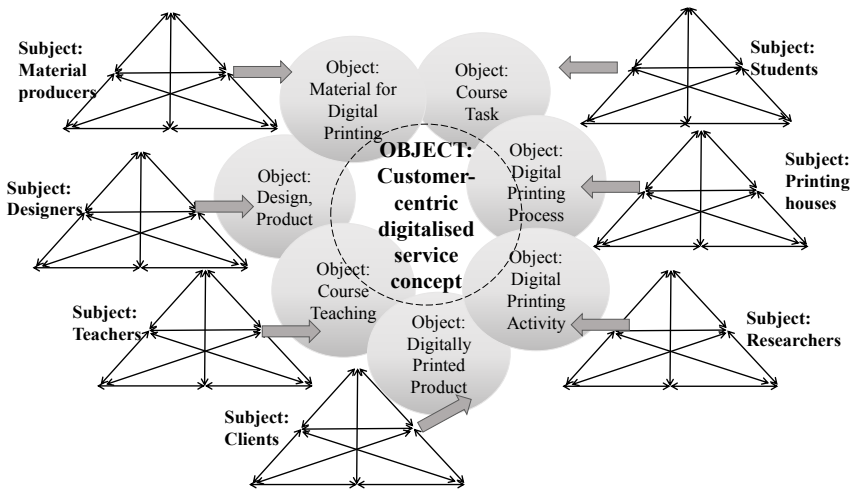 Subject:
Material
producers
Object:
Material for
Digital
Printing
Object:
Course
Task
Subject:
Students
OBJECT:
Customer-
centric
digitalised
service
concept
Subject:
Designers
Object:
Design,
Product
Object:
Digital
Printing
Process
Subject:
Printing
houses
Subject:
Teachers
Object:
Course
Teaching
Object:
Digital
Printing
Activity
Subject:
Researchers
Object:
Digitally
Printed
Product
Subject:
Clients